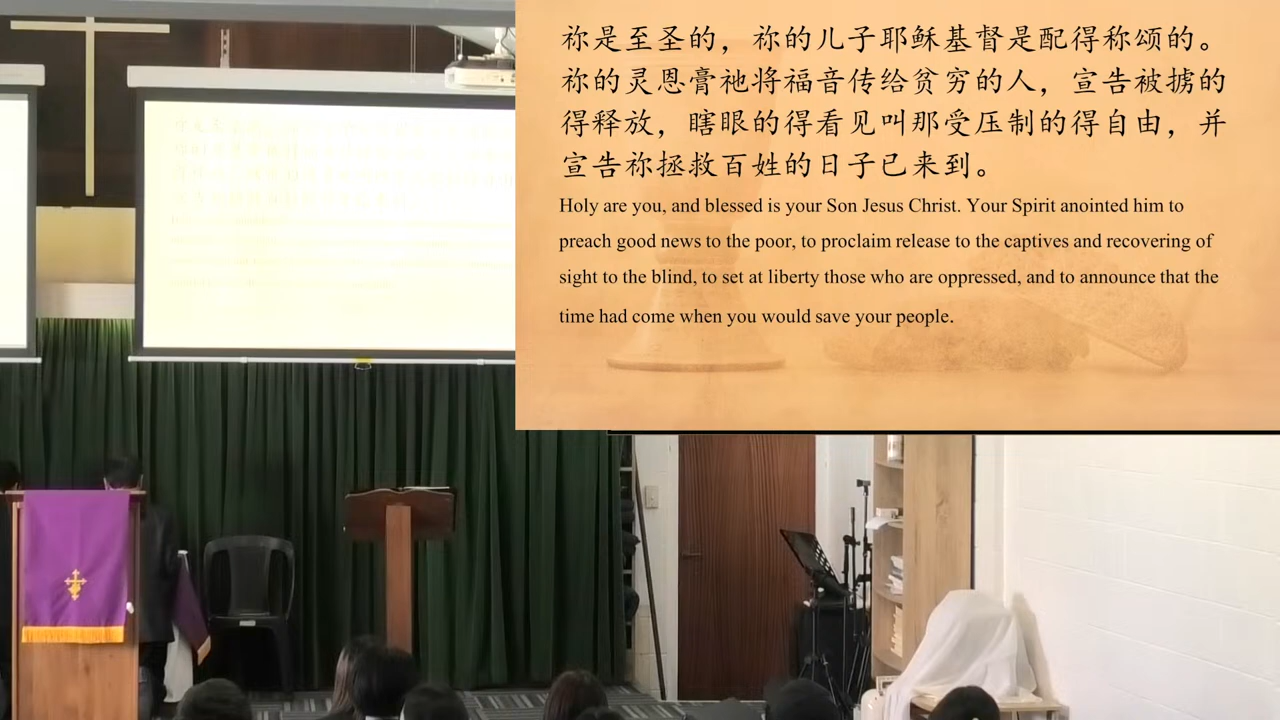 祢是至圣的，祢的儿子耶稣基督是配得称颂的。
祢的灵恩膏祂将福音传给贫穷的人，宣告被掳的
得释放，瞎眼的得看见叫那受压制的得自由，并
宣告祢拯救百姓的日子已来到。
Holy are you, and blessed is your Son Jesus Christ. Your Spirit anointed him to
preach good news to the poor, to proclaim release to the captives and recovering of
sight to the blind, to set at liberty those who are oppressed, and to announce that the
time had come when you would save your people.